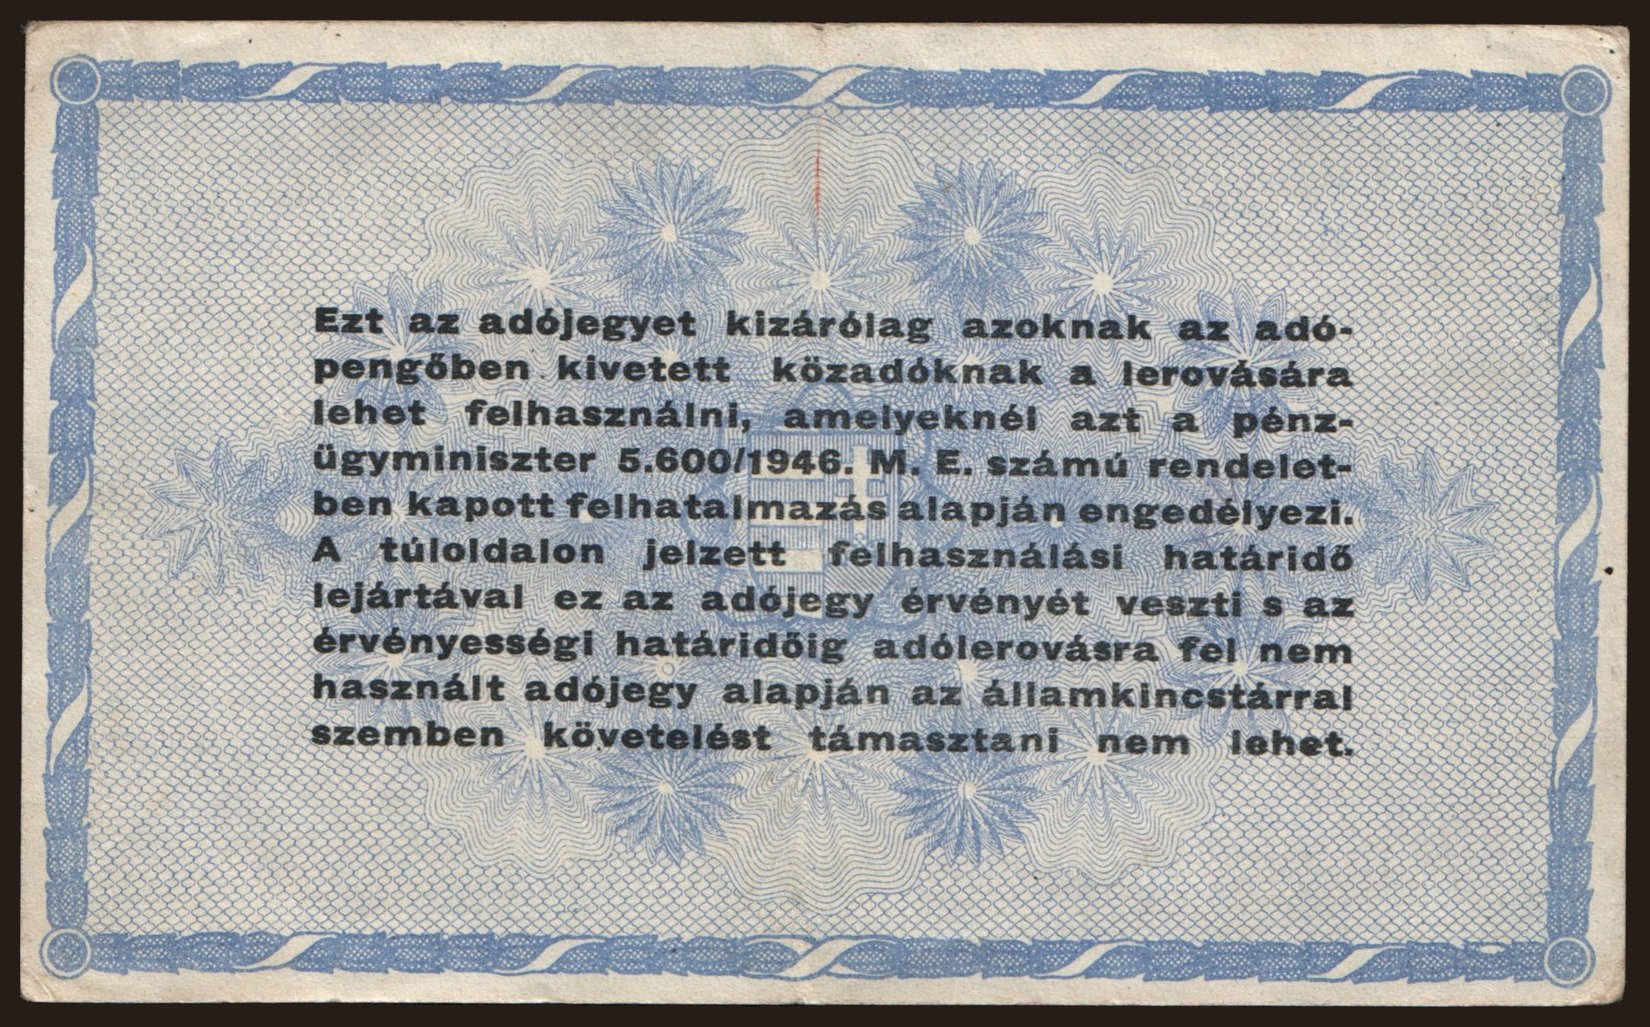 Ezt az adójegyet kizárólag azoknak az adó-
pengőben kivetett közadóknak a lerovására
lehet felhasználni, amelyeknél azt a pénz-
ügyminiszter 5.600/1946. M. E. számú rendelet-
ben kapott felhatalmazás alapján engedélyezi.
A túloldalon jelzett felhasználási határidő
lejártával ez az adójegy érvényét veszti s az
érvényességi határidőig adólerovásra fel nem
használt adójegy alapján az államkincstárral
szemben követelést támasztani nem lehet.